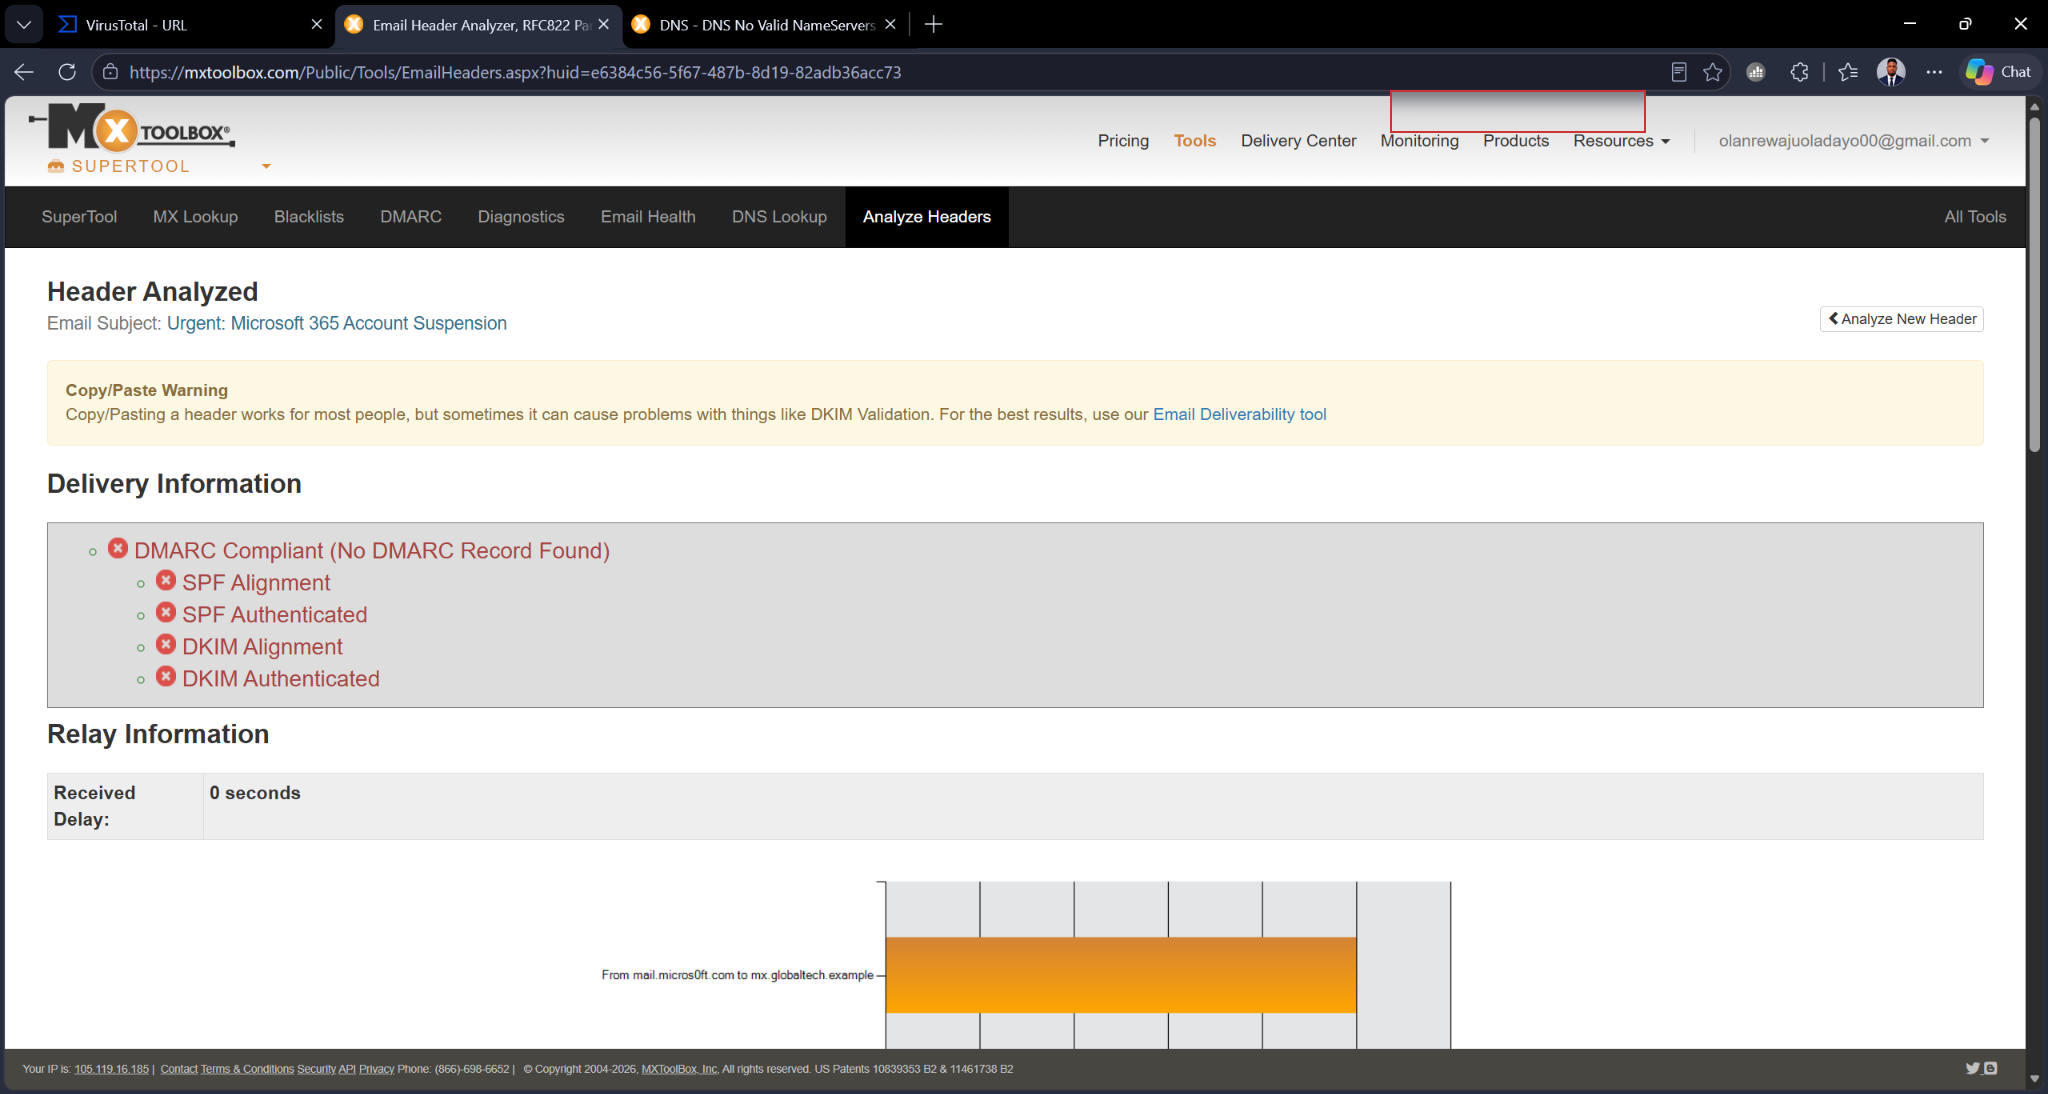 VirusTotal - URL
Email Header Analyzer, RFC822 Pa
DNS - DNS No Valid NameServers
https://mxtoolbox.com/Public/Tools/EmailHeaders.aspx?huid=e6384c56-5f67-487b-8d19-82adb36acc73
Chat
MX TOOLBOX®
SUPERTOOL
Pricing Tools Delivery Center Monitoring Products Resources olanrewajuoladayo00@gmail.com
SuperTool MX Lookup Blacklists DMARC Diagnostics Email Health DNS Lookup Analyze Headers All Tools
Header Analyzed
Email Subject: Urgent: Microsoft 365 Account Suspension
Analyze New Header
Copy/Paste Warning
Copy/Pasting a header works for most people, but sometimes it can cause problems with things like DKIM Validation. For the best results, use our Email Deliverability tool
Delivery Information
DMARC Compliant (No DMARC Record Found)
SPF Alignment
SPF Authenticated
DKIM Alignment
DKIM Authenticated
Relay Information
Received Delay:
0 seconds
From mail.micros0ft.com to mx.globaltech.example
Your IP is: 105.119.16.185 | Contact Terms & Conditions Security API Privacy Phone: (866)-698-6652 | © Copyright 2004-2026, MXToolBox, Inc, All rights reserved. US Patents 10839353 B2 & 11461738 B2